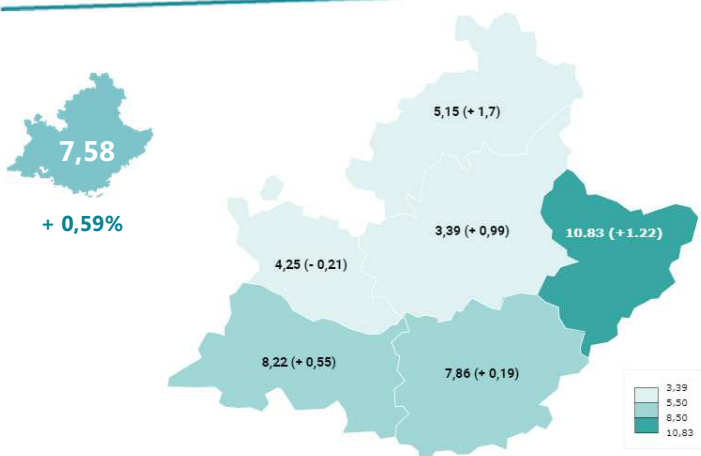 5,15 (+ 1,7)
7,58
+ 0,59%
3,39 (+ 0,99)
10.83 (+1.22)
4,25 (- 0,21)
8,22 (+ 0,55)
7,86 (+ 0,19)
3,39
5,50
8,50
10,83